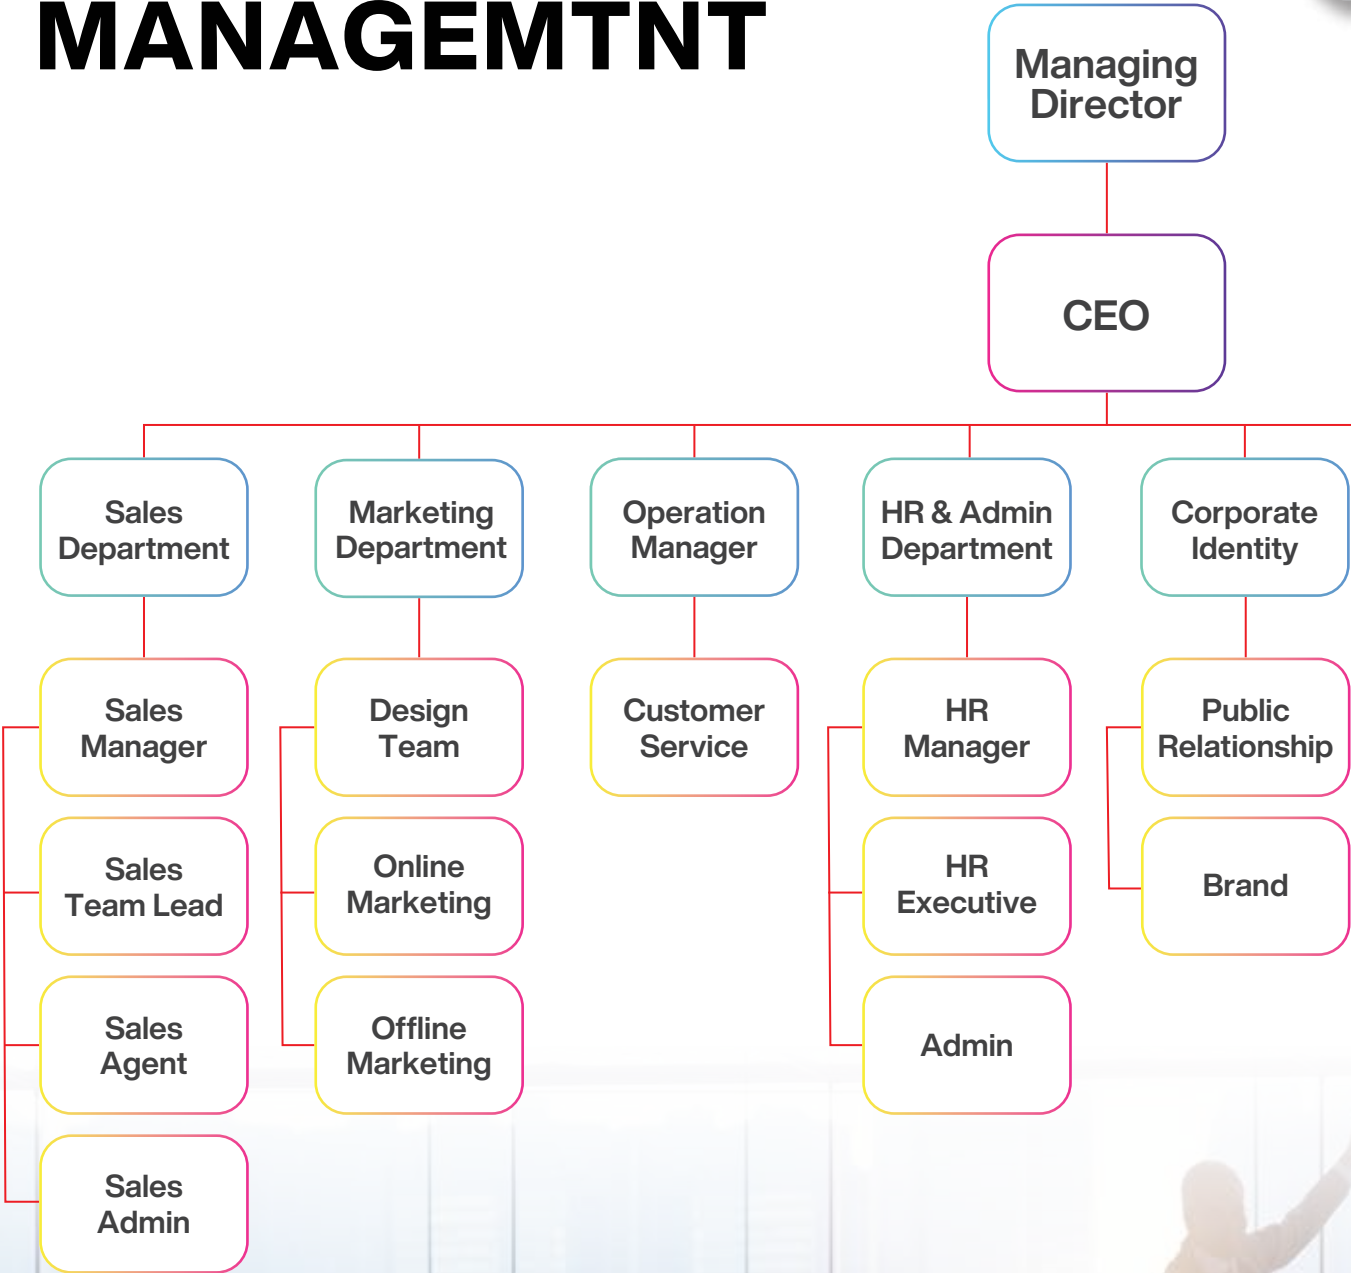 MANAGEMTNT
Managing
Director
CEO
Sales
Department
Marketing
Department
Operation
Manager
HR & Admin
Department
Corporate
Identity
Sales
Manager
Design
Team
Customer
Service
HR
Manager
Public
Relationship
Sales
Team Lead
Online
Marketing
HR
Executive
Brand
Sales
Agent
Offline
Marketing
Admin
Sales
Admin